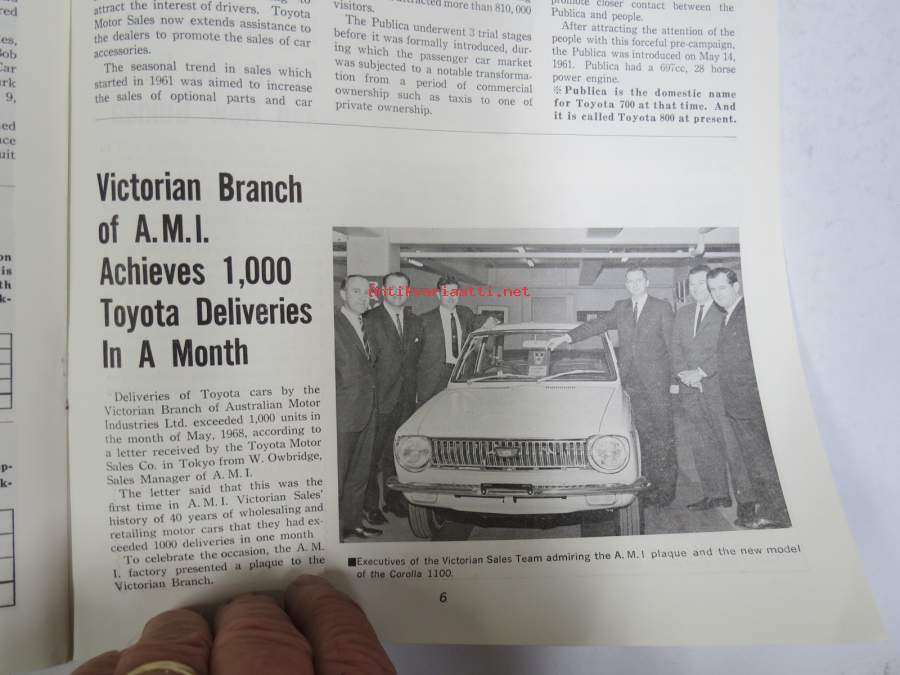 attract the interest of drivers. Toyota
Motor Sales now extends assistance to
the dealers to promote the sales of car
accessories.
The seasonal trend in sales which
started in 1961 was aimed to increase
the sales of optional parts and car
more than 810,000
visitors.
The Publica underwent 3 trial stages
before it was formally introduced, dur-
ing which the passenger car market
was subjected to a notable transforma-
tion from a period of commercial
ownership such as taxis to one of
private ownership.
promote closer contact between the
Publica and people.
After attracting the attention of the
people with this forceful pre-campaign,
the Publica was introduced on May 14,
1961. Publica had a 697cc, 28 horse
power engine.
※Publica is the domestic name
for Toyota 700 at that time. And
it is called Toyota 800 at present.
Victorian Branch
of A.M.I.
Achieves 1,000
Toyota Deliveries
In A Month
Deliveries of Toyota cars by the
Victorian Branch of Australian Motor
Industries Ltd. exceeded 1,000 units in
the month of May, 1968, according to
a letter received by the Toyota Motor
Sales Co. in Tokyo from W. Owbridge,
Sales Manager of A.M.I.
The letter said that this was the
first time in A.M.I. Victorian Sales'
history of 40 years of wholesaling and
retailing motor cars that they had ex-
ceeded 1000 deliveries in one month
To celebrate the occasion, the A.M.
I. factory presented a plaque to the
Victorian Branch.
antikvariaatti.net
■Executives of the Victorian Sales Team admiring the A.M.I plaque and the new model
of the Corolla 1100.
6